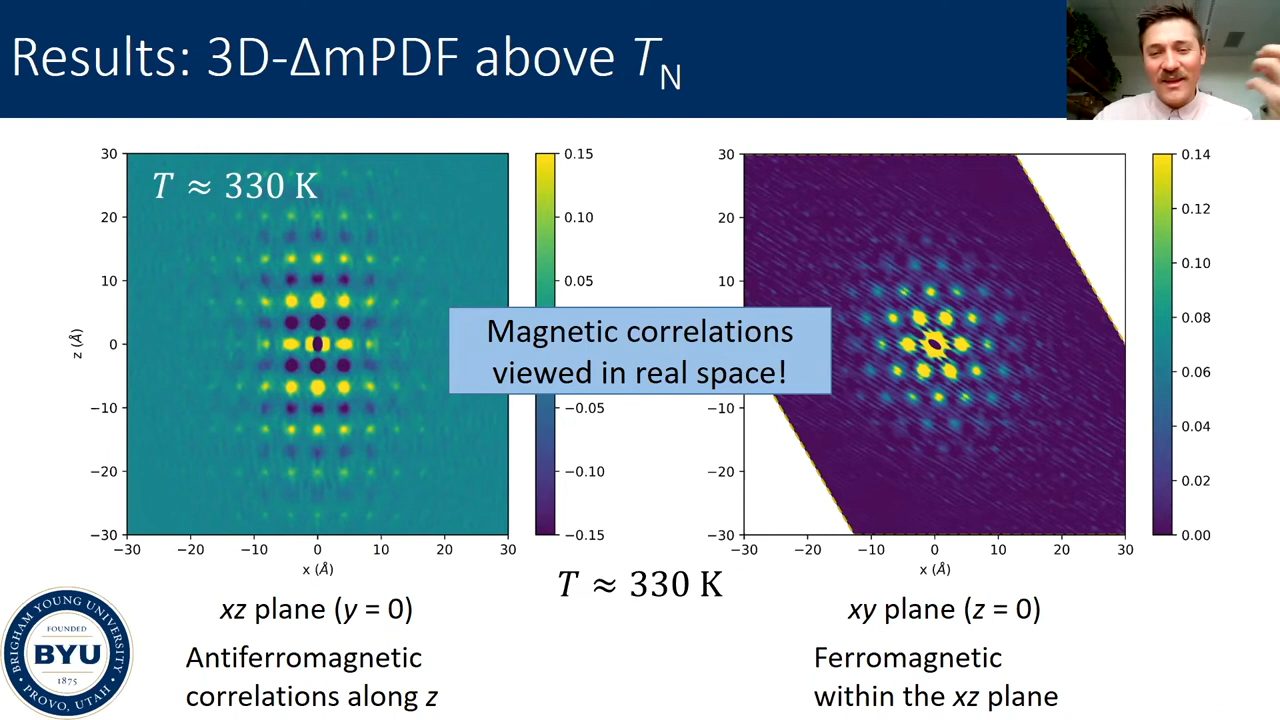 Results: 3D-ΔmPDF above T_N
T ≈ 330 K
30
20
10
0
−10
−20
−30
z (Å)
−30
−20
−10
0
10
20
30
x (Å)
0.15
0.10
0.05
−0.05
−0.10
−0.15
Magnetic correlations
viewed in real space!
30
20
10
−10
−20
−30
−30
−20
−10
0
10
20
30
x (Å)
0.14
0.12
0.10
0.08
0.06
0.04
0.02
0.00
T ≈ 330 K
xz plane (y = 0)
Antiferromagnetic
correlations along z
xy plane (z = 0)
Ferromagnetic
within the xz plane
BRIGHAM YOUNG UNIVERSITY
FOUNDED
BYU
1875
PROVO, UTAH